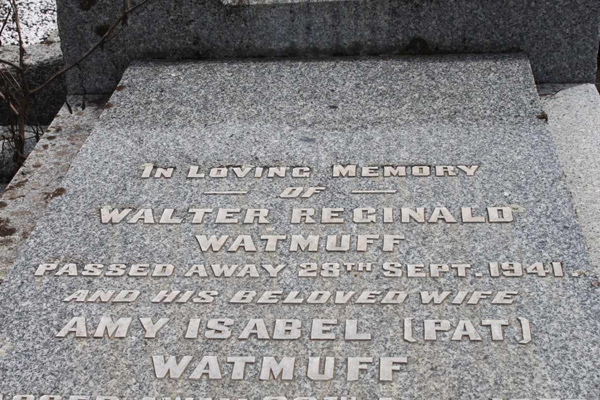 IN LOVING MEMORY
OF
WALTER REGINALD
WATMUFF
PASSED AWAY 28TH SEPT. 1941.
AND HIS BELOVED WIFE
AMY ISABEL (PAT)
WATMUFF